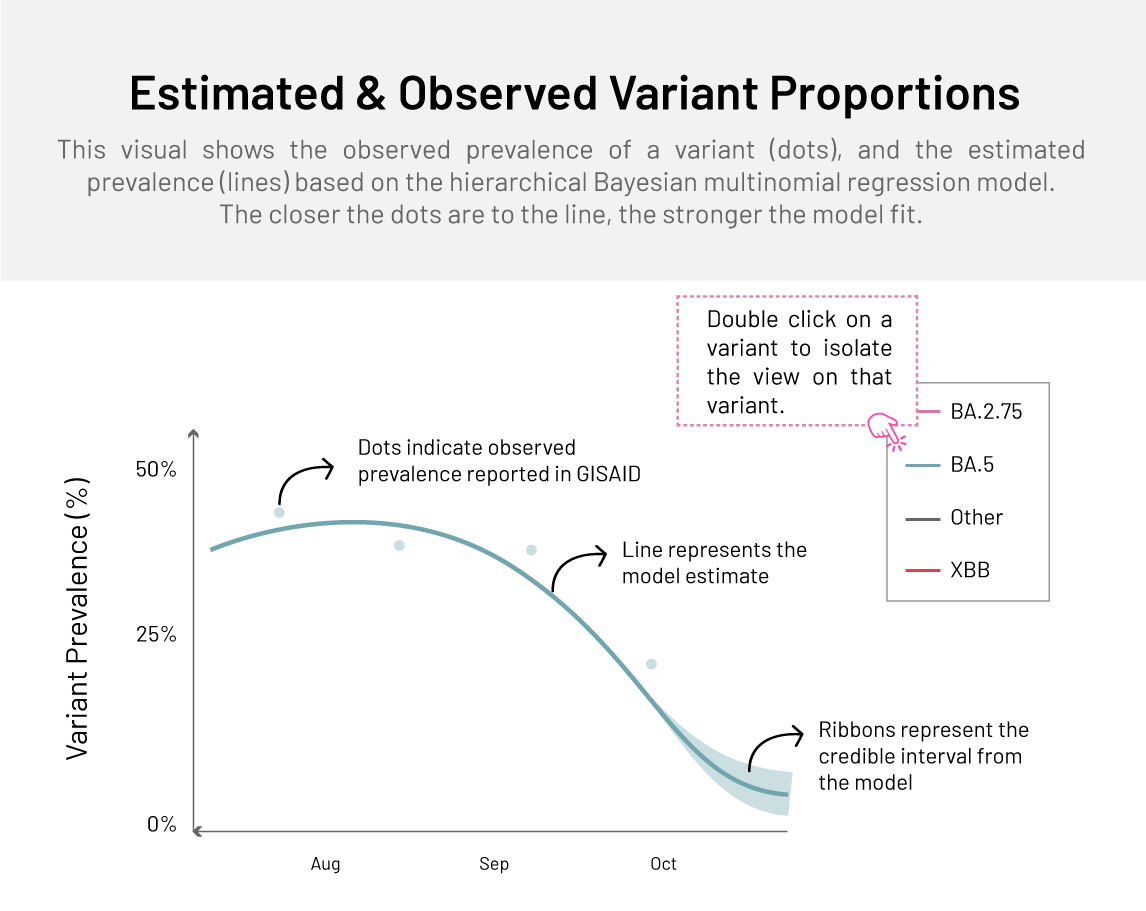 Estimated & Observed Variant Proportions
This visual shows the observed prevalence of a variant (dots), and the estimated
prevalence (lines) based on the hierarchical Bayesian multinomial regression model.
The closer the dots are to the line, the stronger the model fit.
Double click on a
variant to isolate
the view on that
variant.
BA.2.75
BA.5
Other
XBB
Dots indicate observed
prevalence reported in GISAID
Line represents the
model estimate
Ribbons represent the
credible interval from
the model
Variant Prevalence (%)
50%
25%
0%
Aug
Sep
Oct